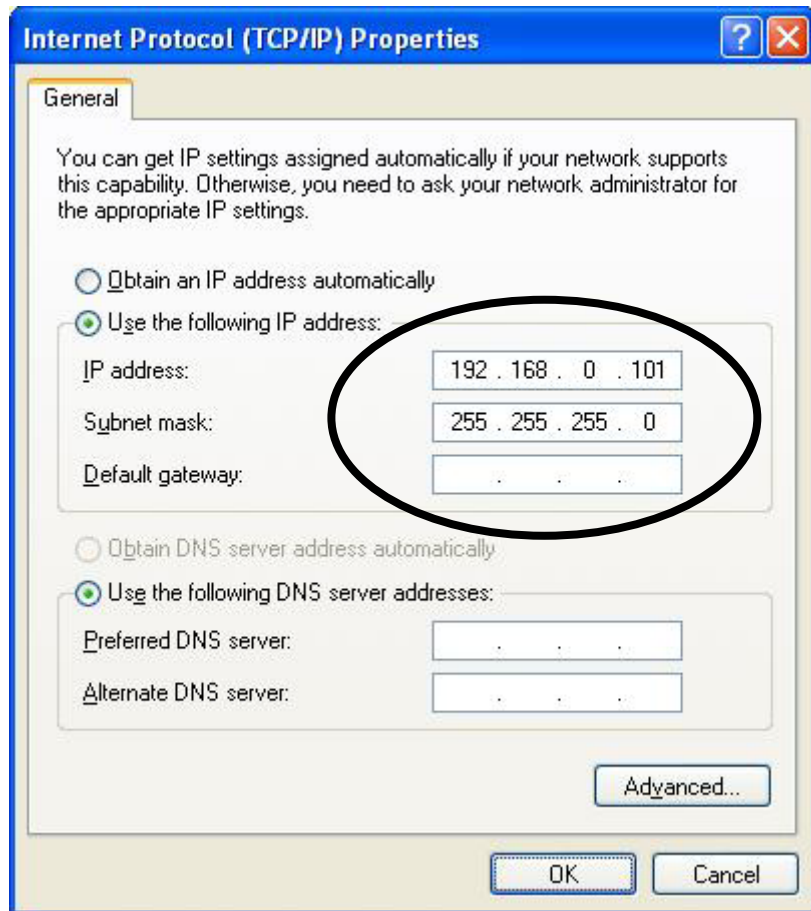 Internet Protocol (TCP/IP) Properties
General
You can get IP settings assigned automatically if your network supports
this capability. Otherwise, you need to ask your network administrator for
the appropriate IP settings.
Obtain an IP address automatically
Use the following IP address:
IP address: 192 . 168 . 0 . 101
Subnet mask: 255 . 255 . 255 . 0
Default gateway: . . .
Obtain DNS server address automatically
Use the following DNS server addresses:
Preferred DNS server: . . .
Alternate DNS server: . . .
Advanced...
OK Cancel